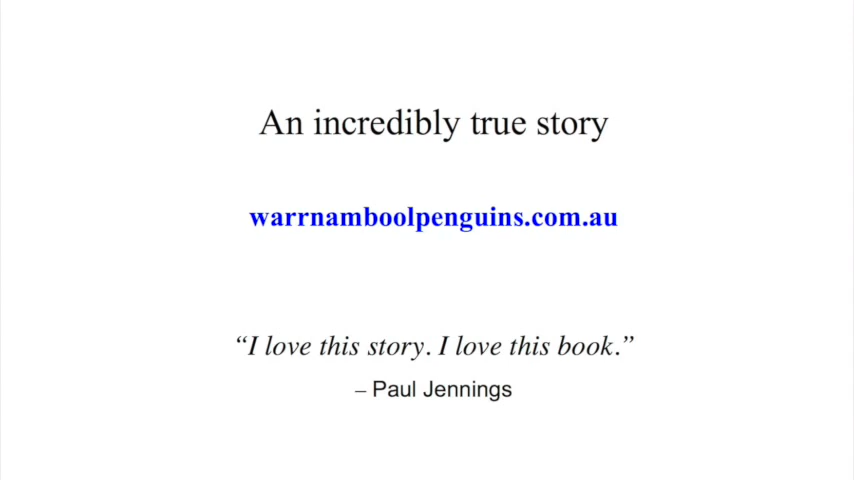 An incredibly true story
warrnamboolpenguins.com.au
“I love this story. I love this book.”
– Paul Jennings